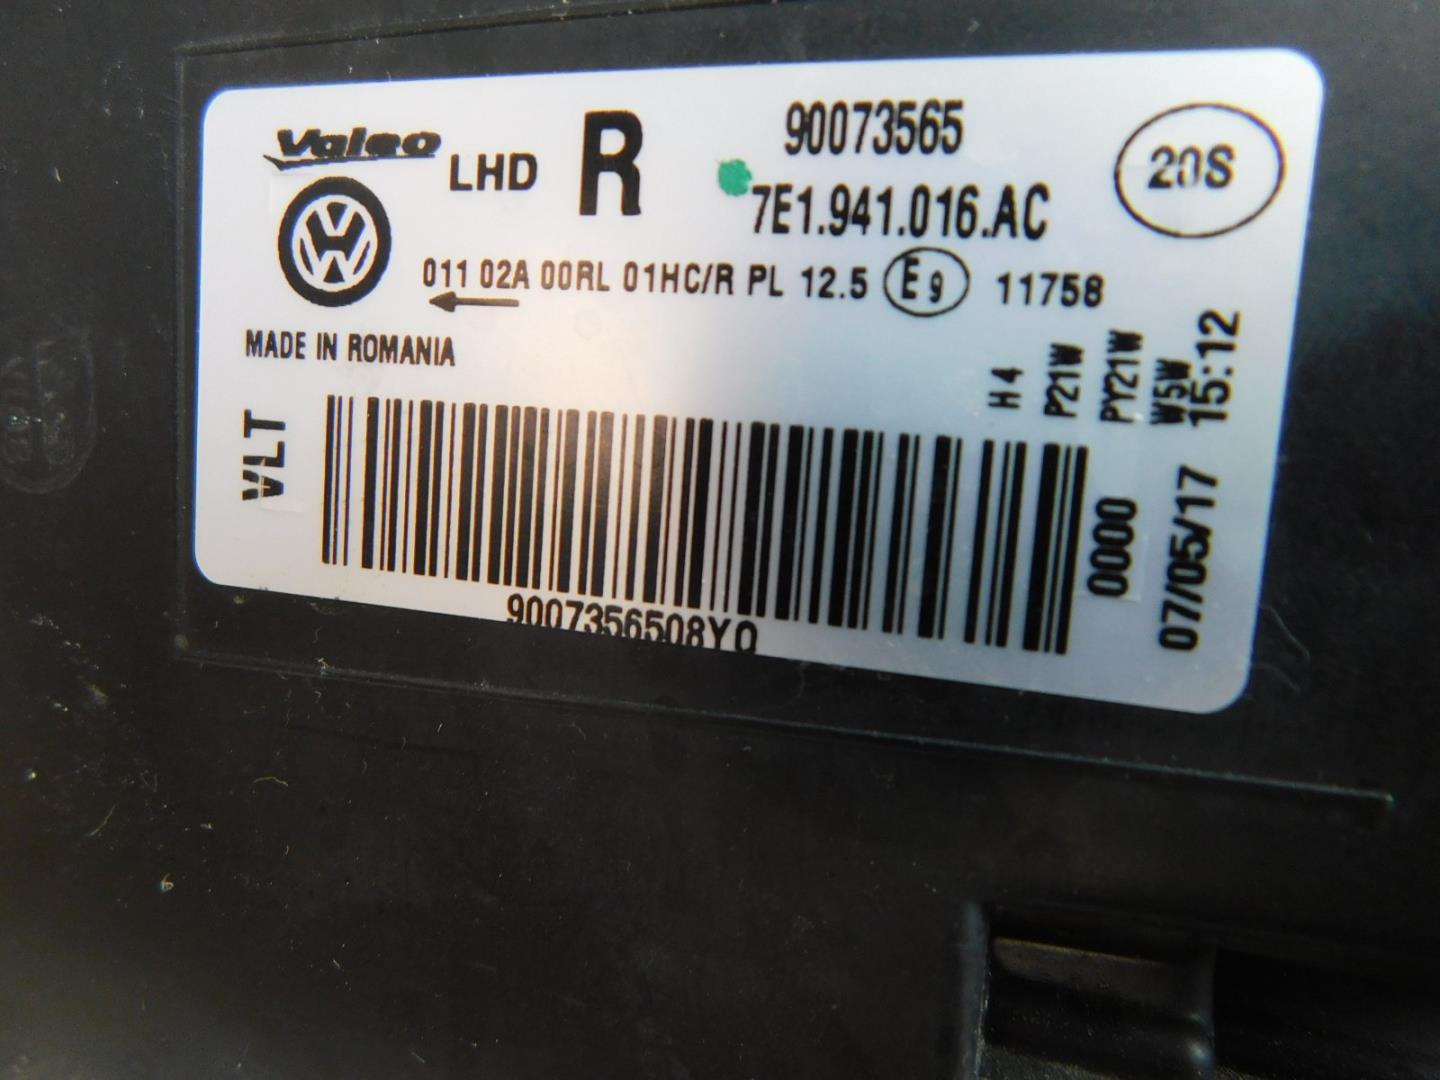 Valeo
LHD
R
90073565
7E1.941.016.AC
20S
011 02A 00RL 01HC/R PL 12.5 E9 11758
MADE IN ROMANIA
H4
P21W
PY21W
W5W
07/05/17 15:12
VLT
0000
9007356508YQ